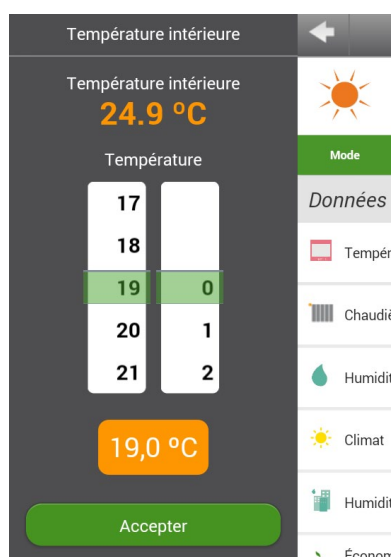 Température intérieure
Température intérieure
24.9 ºC
Température
17
18
19 0
20 1
21 2
19,0 ºC
Accepter
Mode
Données
Climat